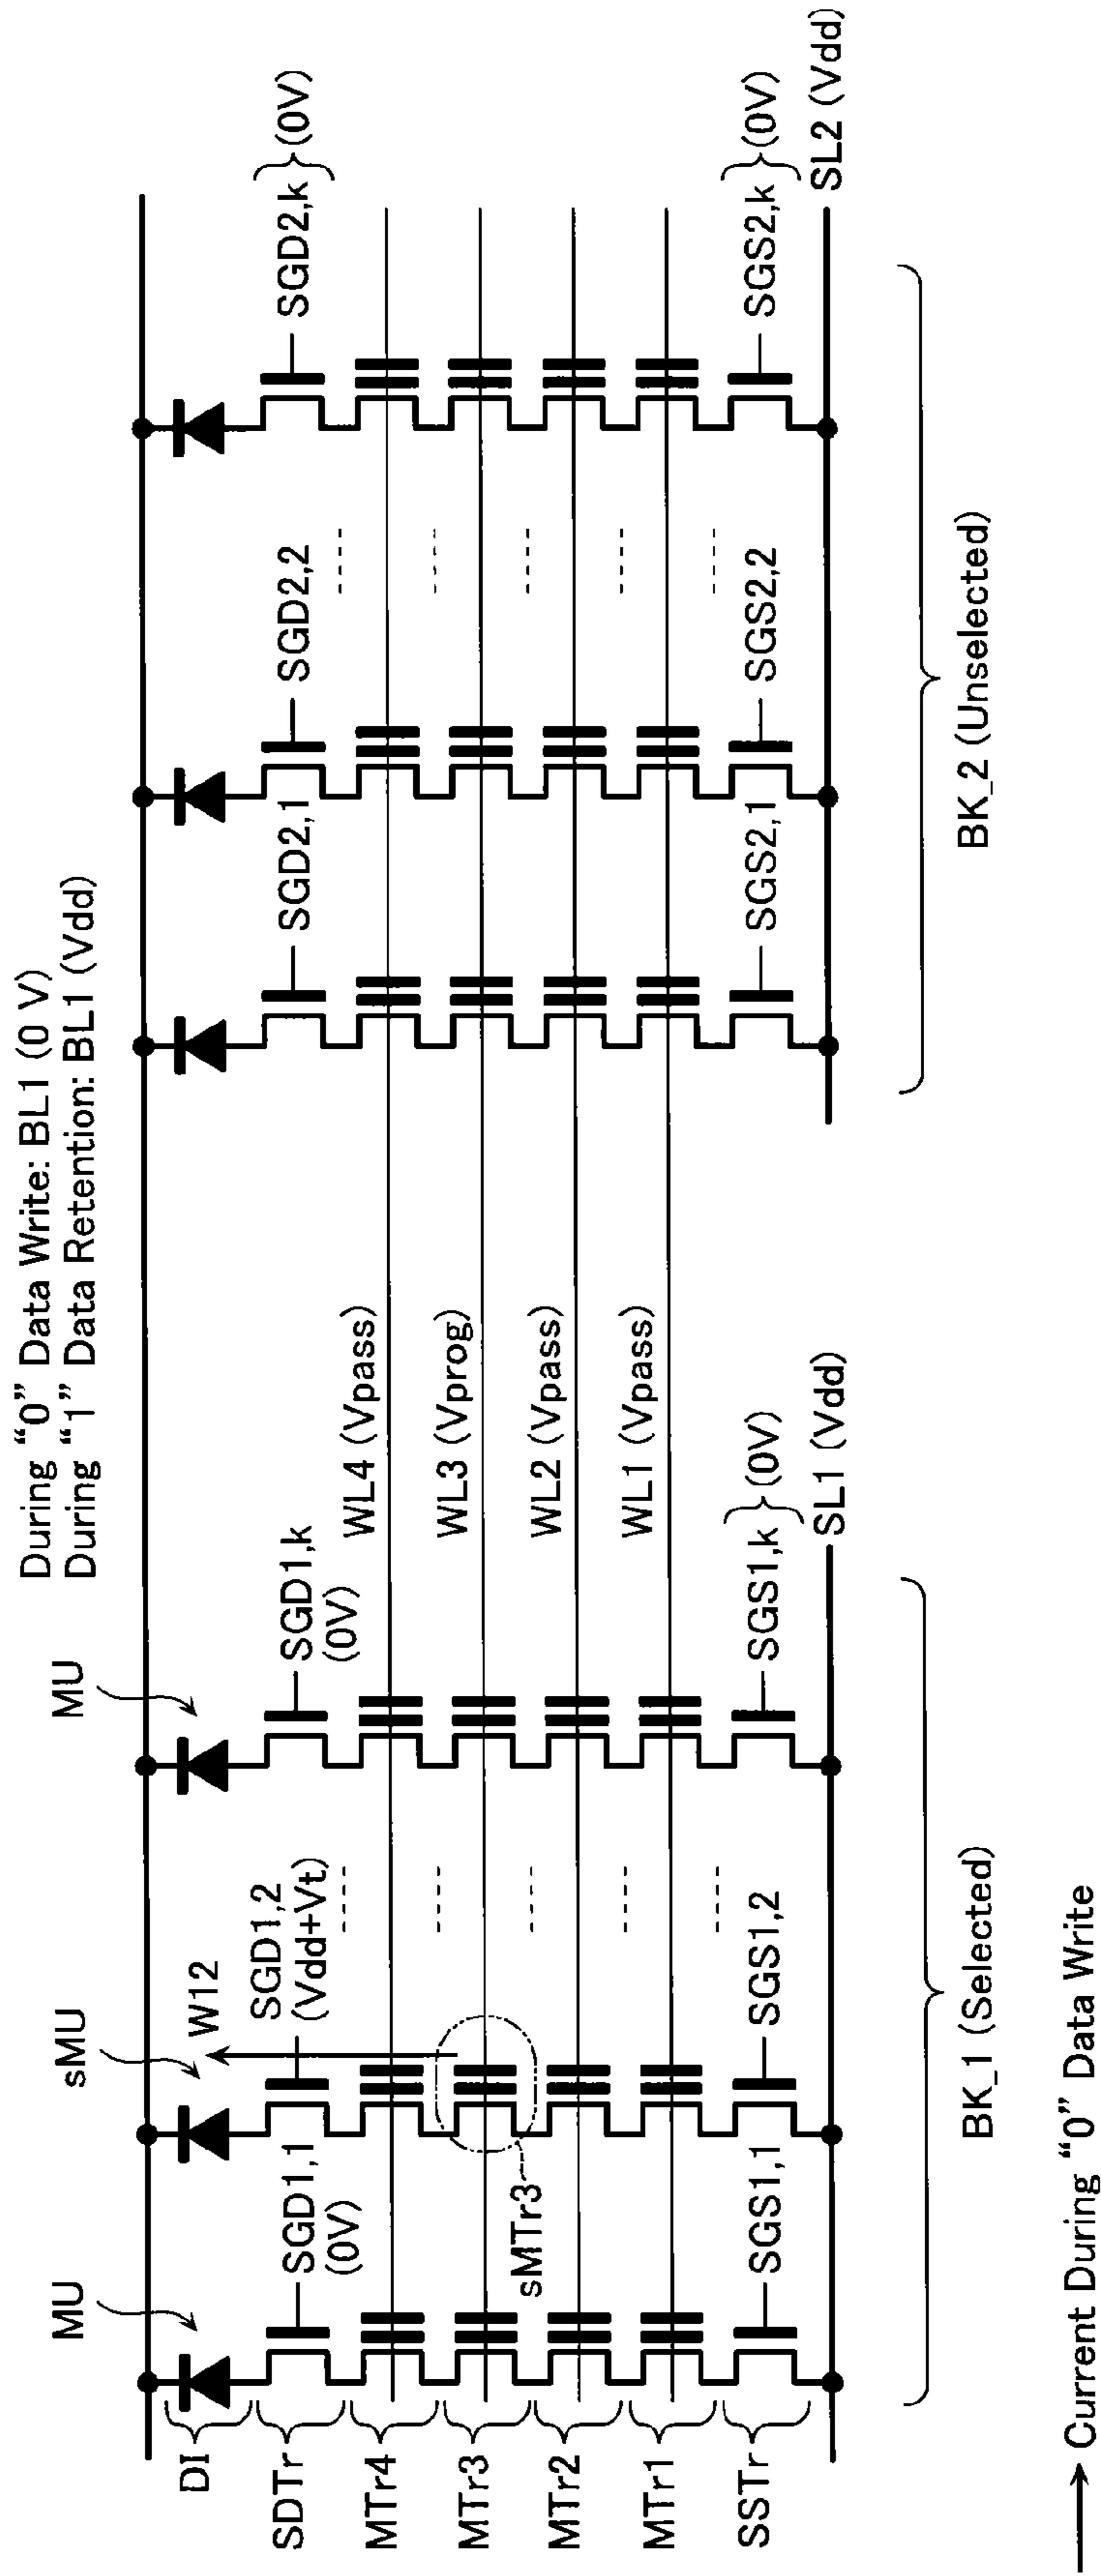 During “0” Data Write: BL1 (0 V)
During “1” Data Retention: BL1 (Vdd)
MU
sMU
MU
W12
DI
SDTr
MTr4
MTr3
MTr2
MTr1
SSTr
SGD1,1
(0V)
SGD1,2
(Vdd+Vt)
SGD1,k
(0V)
SGD2,1
SGD2,2
SGD2,k
(0V)
WL4 (Vpass)
WL3 (Vprog)
WL2 (Vpass)
WL1 (Vpass)
sMTr3
SGS1,1
SGS1,2
SGS1,k
(0V)
SGS2,1
SGS2,2
SGS2,k
(0V)
SL1 (Vdd)
SL2 (Vdd)
BK_1 (Selected)
BK_2 (Unselected)
Current During “0” Data Write